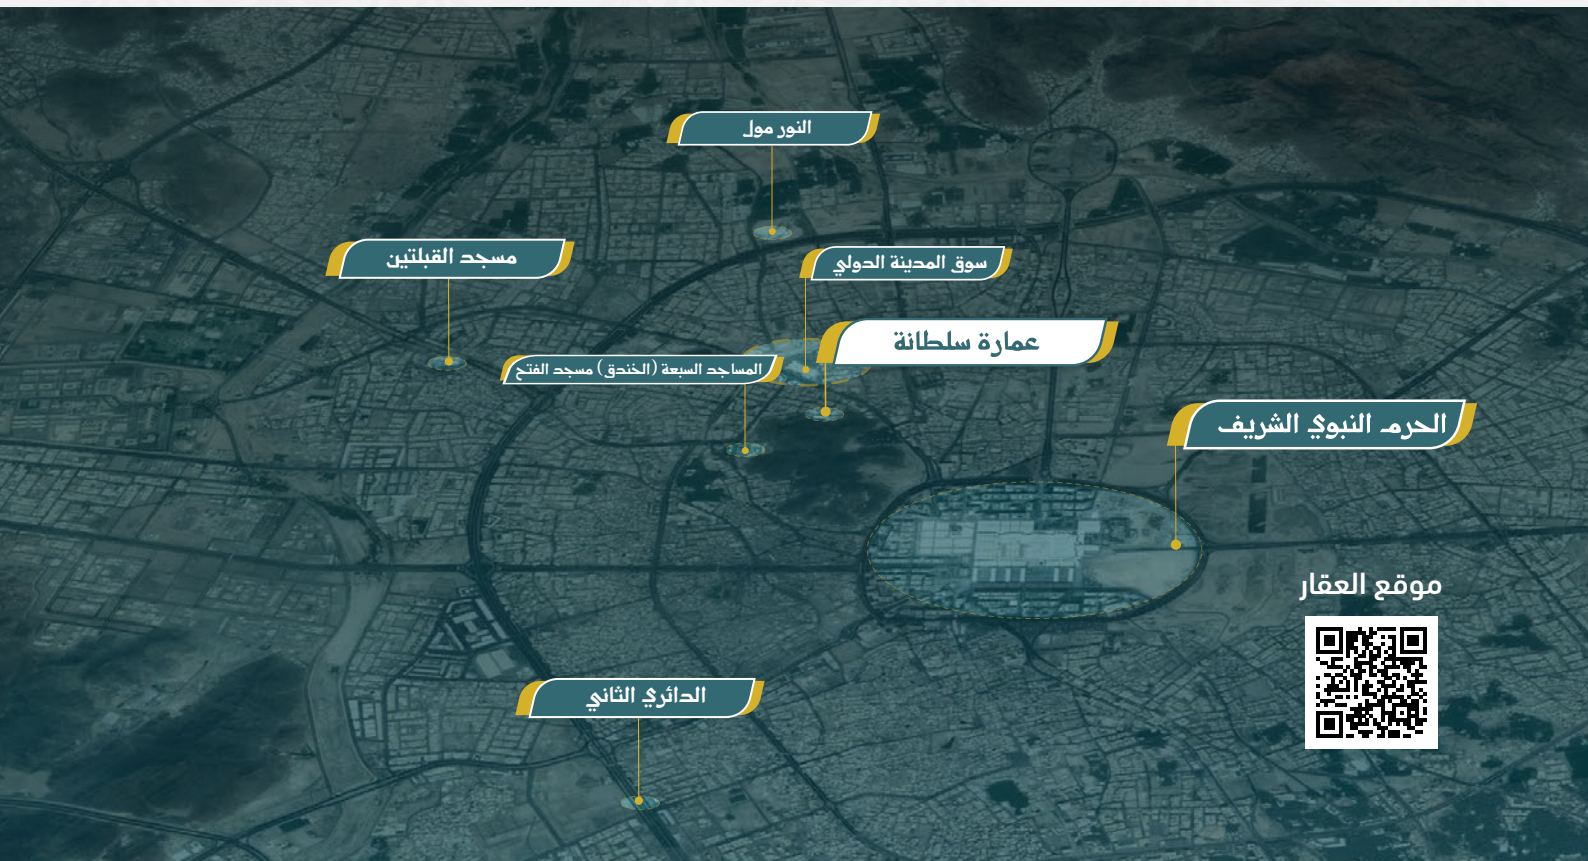 النور مول
مسجد القبلتين
سوق المدينة الدولي
عمارة سلطانة
المساجد السبعة (الخندق) مسجد الفتح
الحرم النبوي الشريف
موقع العقار
الدائري الثاني